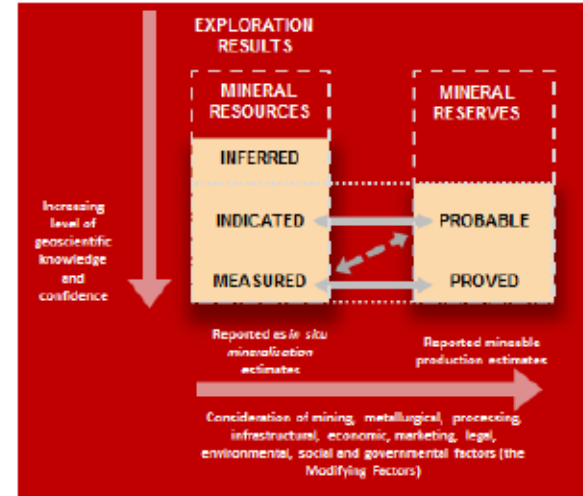 EXPLORATION
RESULTS
MINERAL
RESOURCES
MINERAL
RESERVES
INFERRED
INDICATED
PROBABLE
MEASURED
PROVED
Increasing
level of
geoscientific
knowledge
and
confidence
Reported as in situ
mineralisation
estimates
Reported mineable
production estimates
Consideration of mining, metallurgical, processing,
infrastructural, economic, marketing, legal,
environmental, social and governmental factors (the
Modifying Factors)